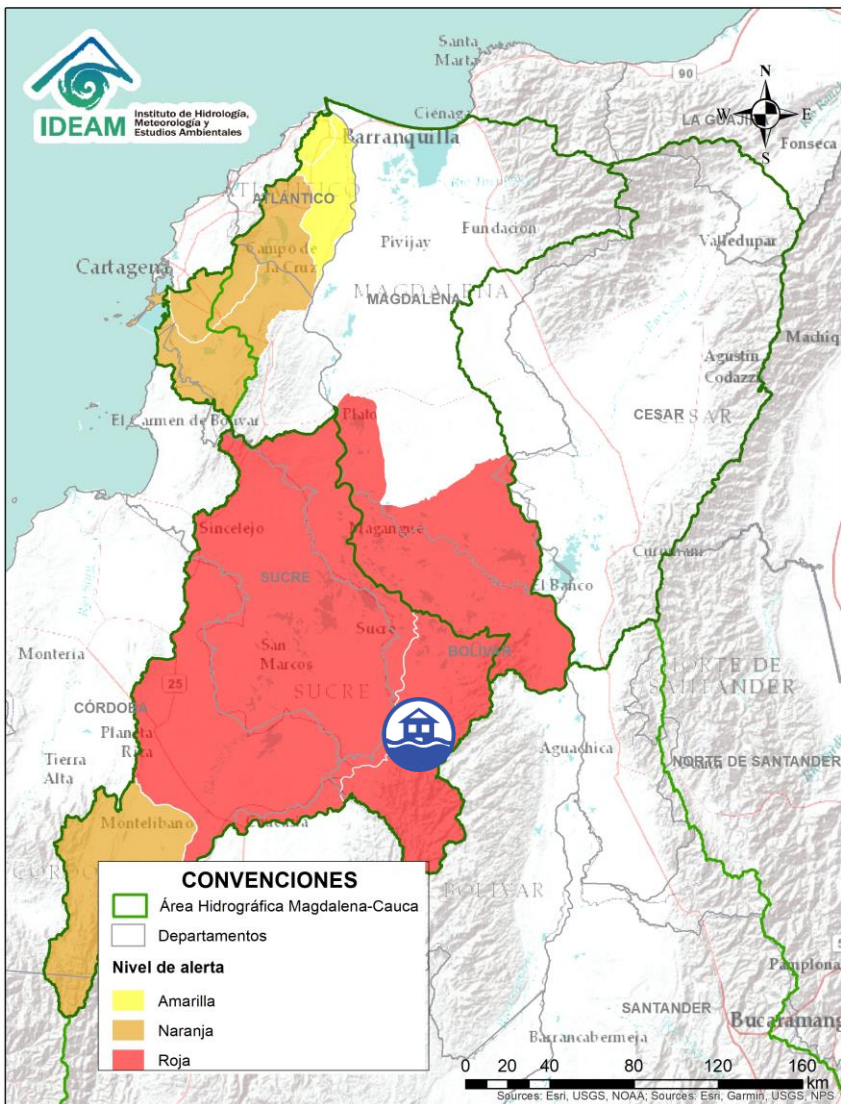 IDEAM
Instituto de Hidrología,
Meteorología y
Estudios Ambientales
Santa
Marta
90
N
W
E
S
LA GUAJIRA
Ciénaga
Barranquilla
Fonseca
ATLÁNTICO
Fundación
Pivijay
Valledupar
Campo de
la Cruz
Cartagena
MAGDALENA
MAGDALENA
Agustín
Codazzi
CESAR
CESAR
El Carmen de Bolívar
Plato
Sincelejo
Magangué
Curumaní
SUCRE
El Banco
Sucre
San
Marcos
BOLÍVAR
Montería
25
SUCRE
NORTE DE
SANTANDER
CÓRDOBA
Planeta
Rica
Tierra
Alta
Aguachica
NORTE DE SANTANDER
Montelíbano
BOLÍVAR
CONVENCIONES
Área Hidrográfica Magdalena-Cauca
Departamentos
Nivel de alerta
Amarilla
Naranja
Roja
Pamplona
SANTANDER
Bucaramang
Barrancabermeja
0 20 40 80 120 160
km
Sources: Esri, USGS, NOAA; Sources: Esri, Garmin, USGS, NPS